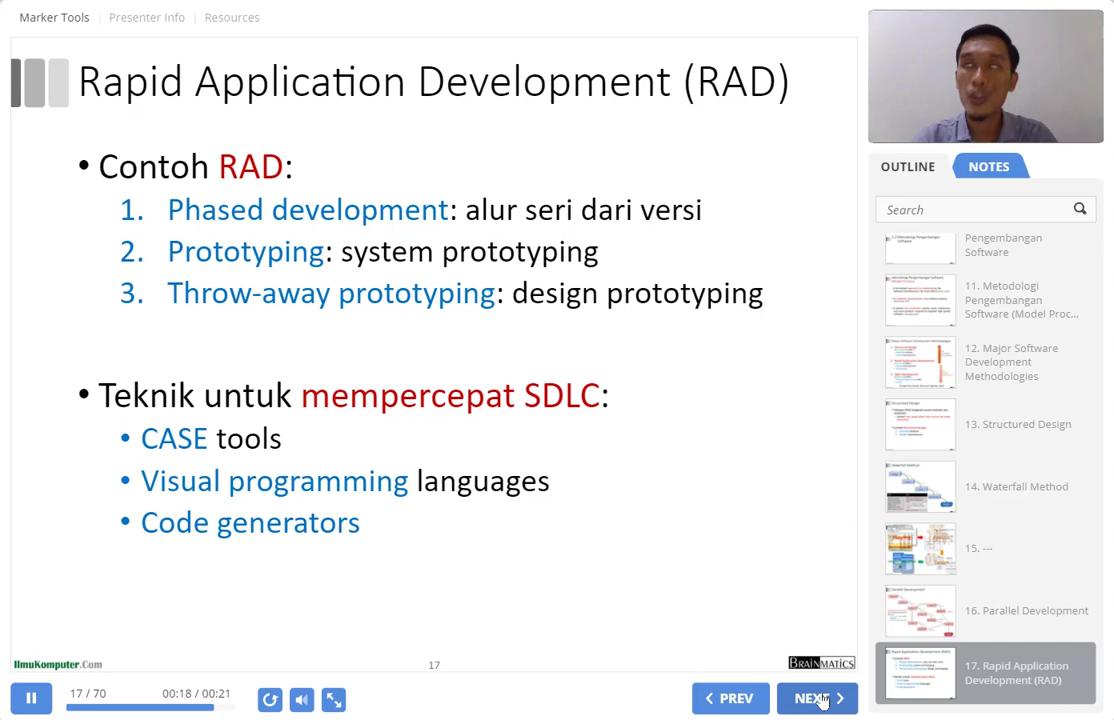 Marker Tools
Presenter Info
Resources
Rapid Application Development (RAD)
• Contoh RAD:
1. Phased development: alur seri dari versi
2. Prototyping: system prototyping
3. Throw-away prototyping: design prototyping
• Teknik untuk mempercepat SDLC:
• CASE tools
• Visual programming languages
• Code generators
IlmuKomputer.Com
17
BRAINMATICS
17 / 70
00:18 / 00:21
PREV
NEXT
OUTLINE
NOTES
Search
Pengembangan
Software
11. Metodologi
Pengembangan
Software (Model Proc...
12. Major Software
Development
Methodologies
13. Structured Design
14. Waterfall Method
15. ---
16. Parallel Development
17. Rapid Application
Development (RAD)